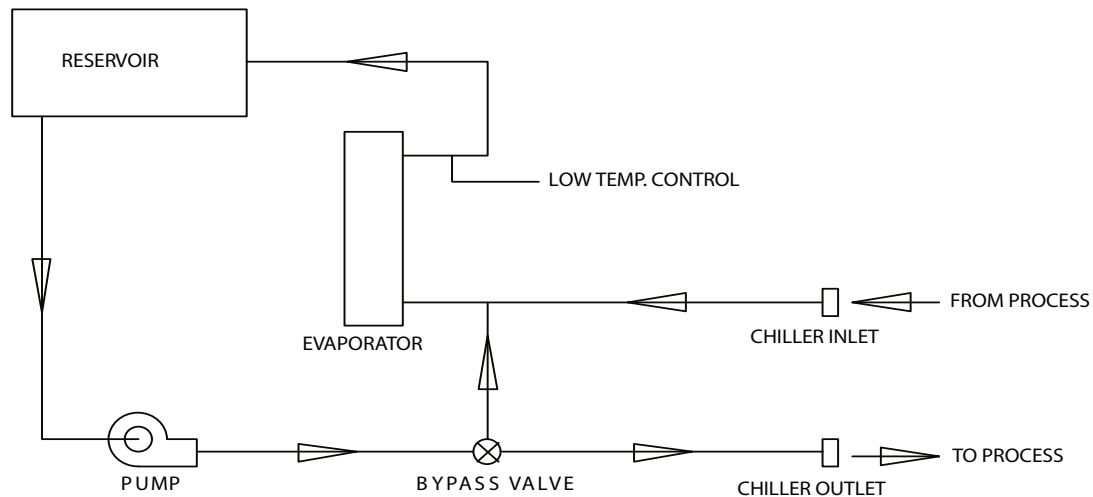 RESERVOIR
LOW TEMP. CONTROL
FROM PROCESS
CHILLER INLET
EVAPORATOR
TO PROCESS
PUMP
BYPASS VALVE
CHILLER OUTLET